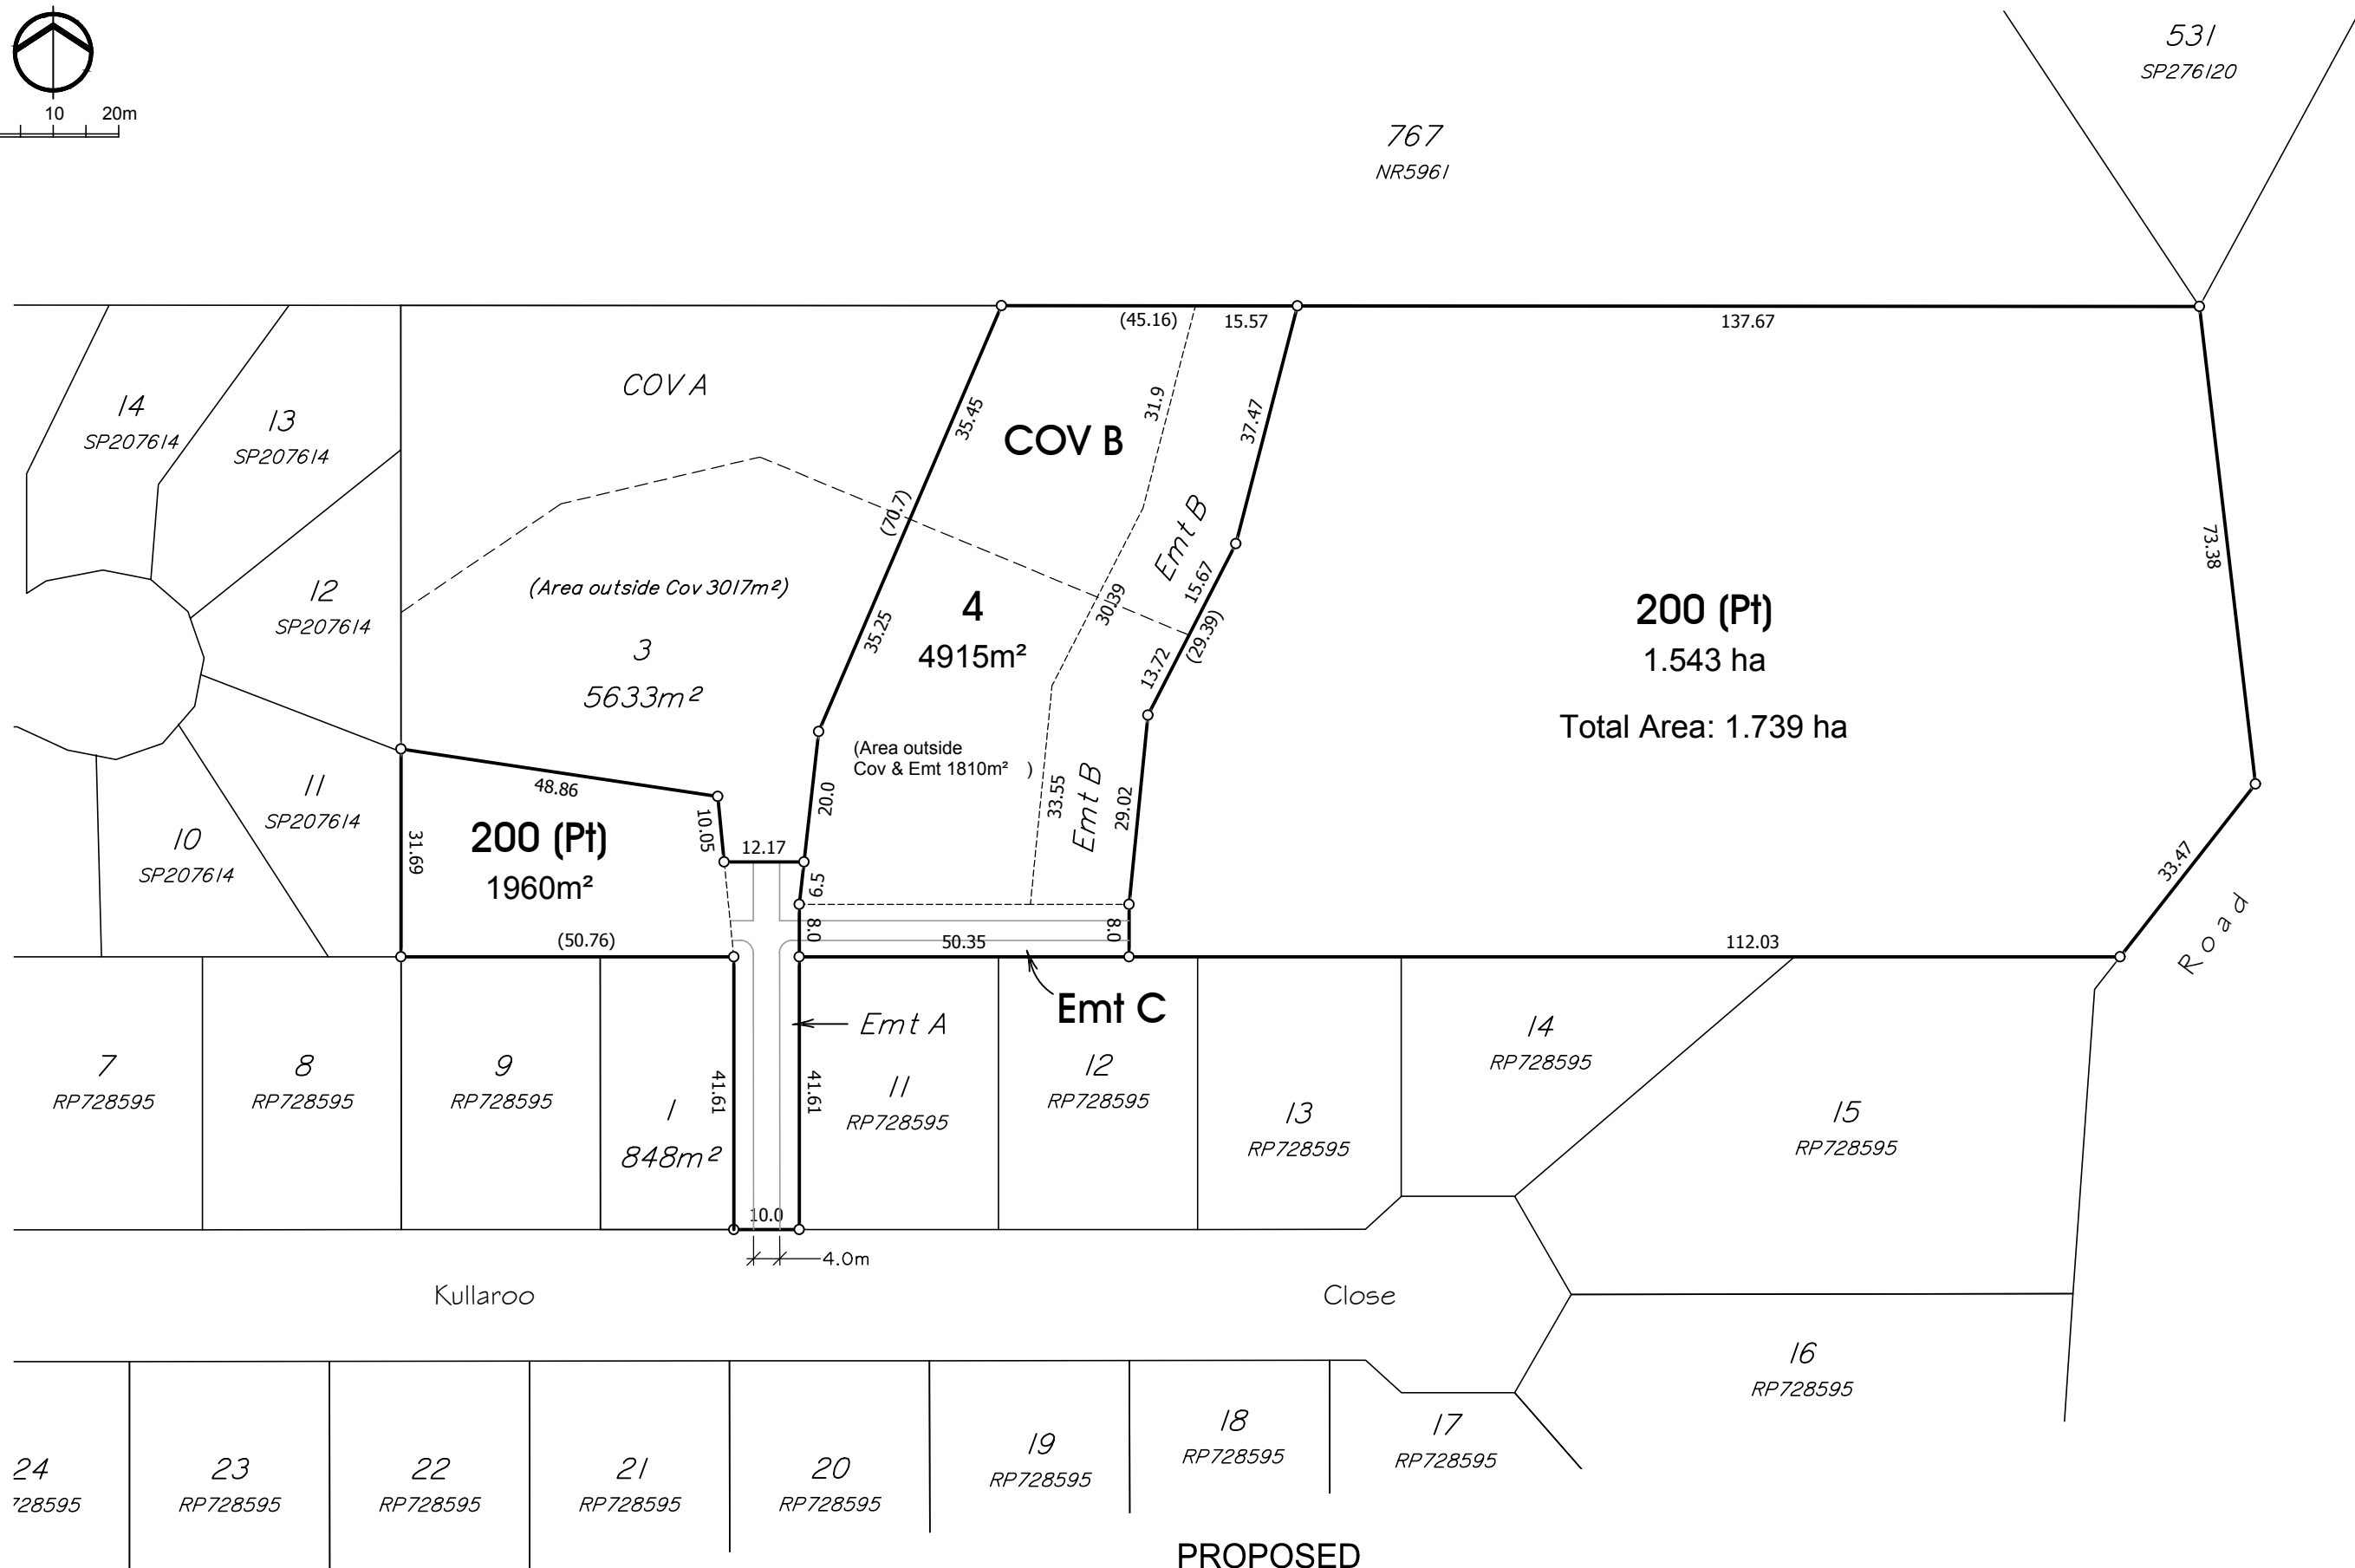 10 20m
531
SP276120
767
NR5961
(45.16) 15.57 137.67
COV A
14
SP207614
13
SP207614
35.45
COV B
31.9
37.47
(70.7)
Emt B
73.38
12
SP207614
(Area outside Cov 3017m²)
3
5633m²
35.25
4
4915m²
30.39
15.67
(29.39)
13.72
200 (Pt)
1.543 ha
Total Area: 1.739 ha
(Area outside
Cov & Emt 1810m² )
11
SP207614
10
SP207614
48.86
31.69
200 (Pt)
1960m²
10.05
12.17
20.0
6.5
8.0
33.55
Emt B
29.02
8.0
33.47
Road
(50.76) 50.35 112.03
Emt C
Emt A
7
RP728595
8
RP728595
9
RP728595
1
848m²
41.61
41.61
11
RP728595
12
RP728595
13
RP728595
14
RP728595
15
RP728595
10.0
4.0m
Kullaroo Close
16
RP728595
24
728595
23
RP728595
22
RP728595
21
RP728595
20
RP728595
19
RP728595
18
RP728595
17
RP728595
PROPOSED